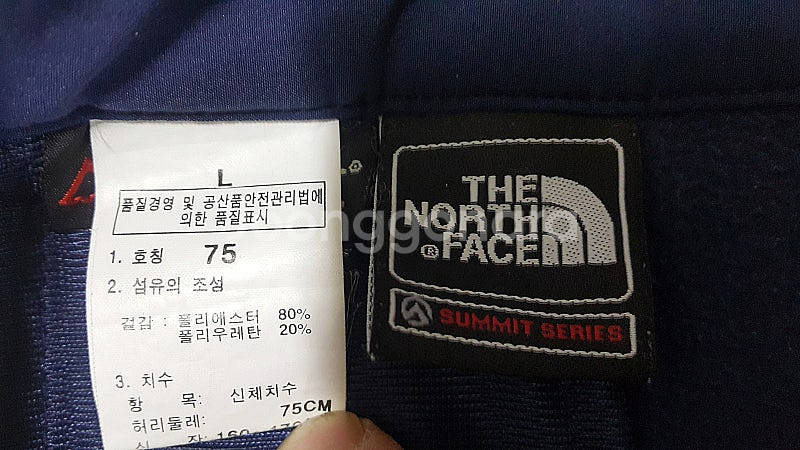 L
품질경영 및 공산품안전관리법에
의한 품질표시
1. 호칭 75
2. 섬유의 조성
겉감 : 폴리에스터 80%
폴리우레탄 20%
3. 치수
항 목: 신체치수
허리둘레: 75CM
THE
NORTH
®FACE
SUMMIT SERIES